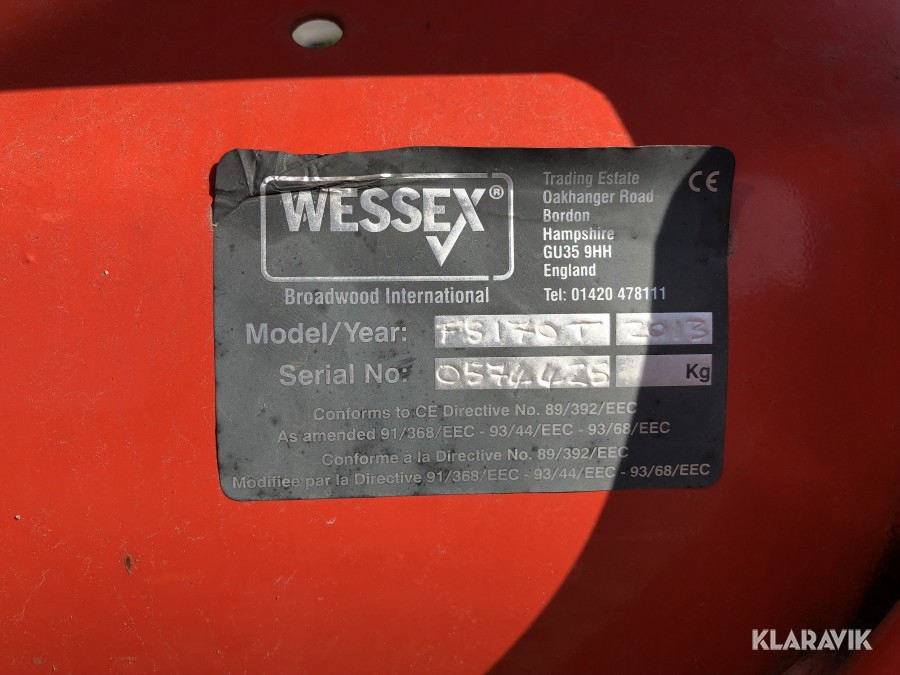 WESSEX®
Broadwood International
Trading Estate
Oakhanger Road
Bordon
Hampshire
GU35 9HH
England
Tel: 01420 478111
CE
Model/Year: FS170T 2013
Serial No: Kg
Conforms to CE Directive No. 89/392/EEC
As amended 91/368/EEC - 93/44/EEC - 93/68/EEC
Conforme à la Directive No. 89/392/EEC
Modifiee par la Directive 91/368/EEC - 93/44/EEC - 93/68/EEC
KLARAVIK